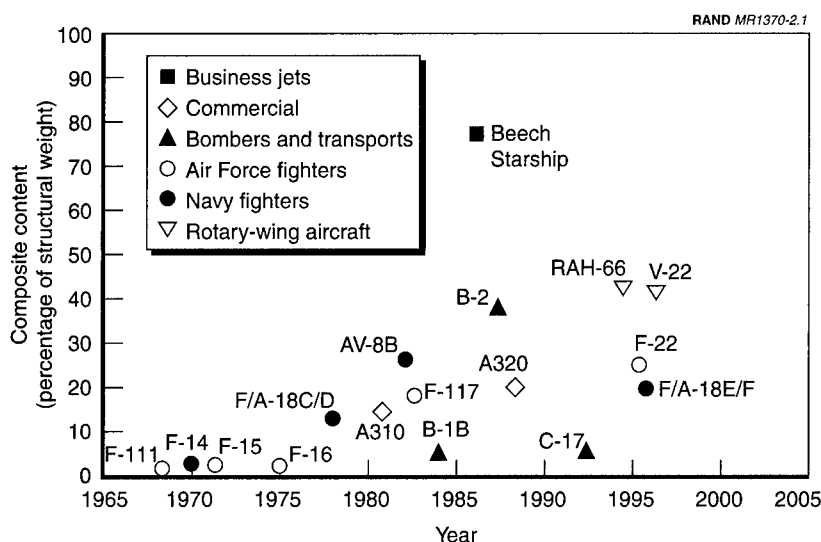 RAND MR1370-2.1
Composite content
(percentage of structural weight)
100
90
80
70
60
50
40
30
20
10
0
Business jets
Commercial
Bombers and transports
Air Force fighters
Navy fighters
Rotary-wing aircraft
Beech
Starship
RAH-66
V-22
B-2
AV-8B
A320
F-22
F/A-18C/D
F-117
F/A-18E/F
A310
B-1B
C-17
F-111
F-14
F-15
F-16
1965
1970
1975
1980
1985
1990
1995
2000
2005
Year